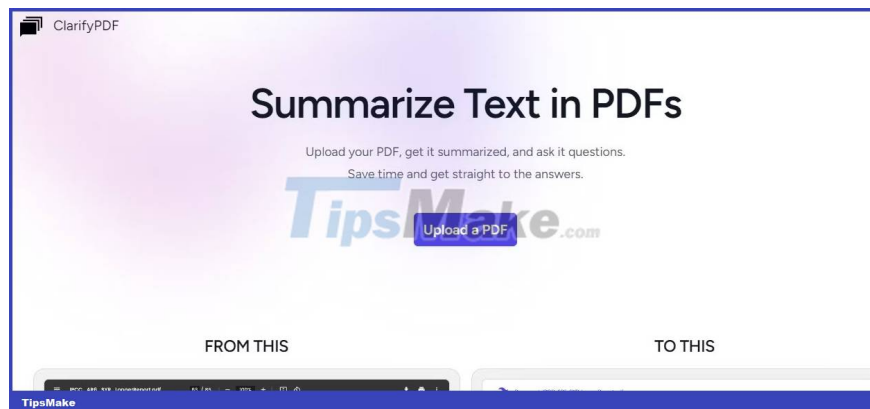 ClarifyPDF
Summarize Text in PDFs
Upload your PDF, get it summarized, and ask it questions.
Save time and get straight to the answers.
TipsMake.com
Upload a PDF
FROM THIS
TO THIS
TipsMake